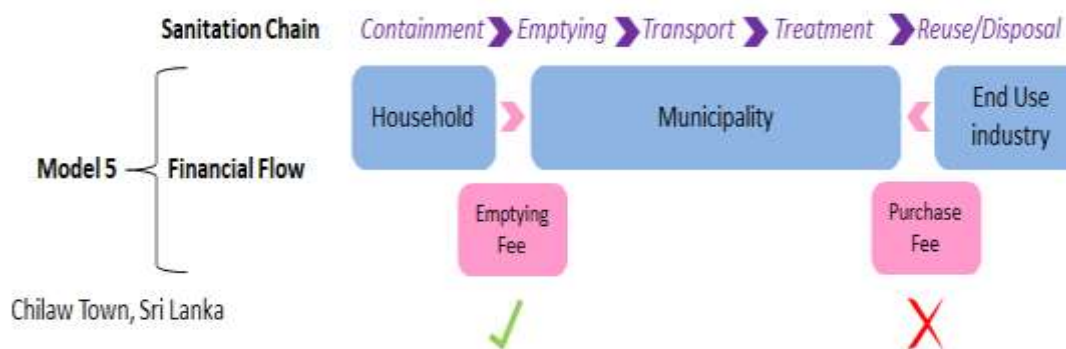 Sanitation Chain Containment Emptying Transport Treatment Reuse/Disposal
Household
Municipality
End Use
industry
Model 5
Financial Flow
Emptying
Fee
Purchase
Fee
Chilaw Town, Sri Lanka